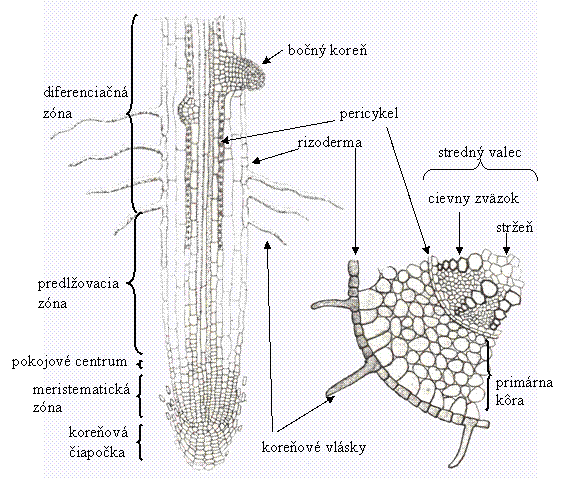 bočný koreň
diferenciačná
zóna
pericykel
rizoderma
stredný valec
cievny zväzok
stržeň
predlžovacia
zóna
pokojové centrum
meristematická
zóna
primárna
kôra
koreňová
čiapočka
koreňové vlásky